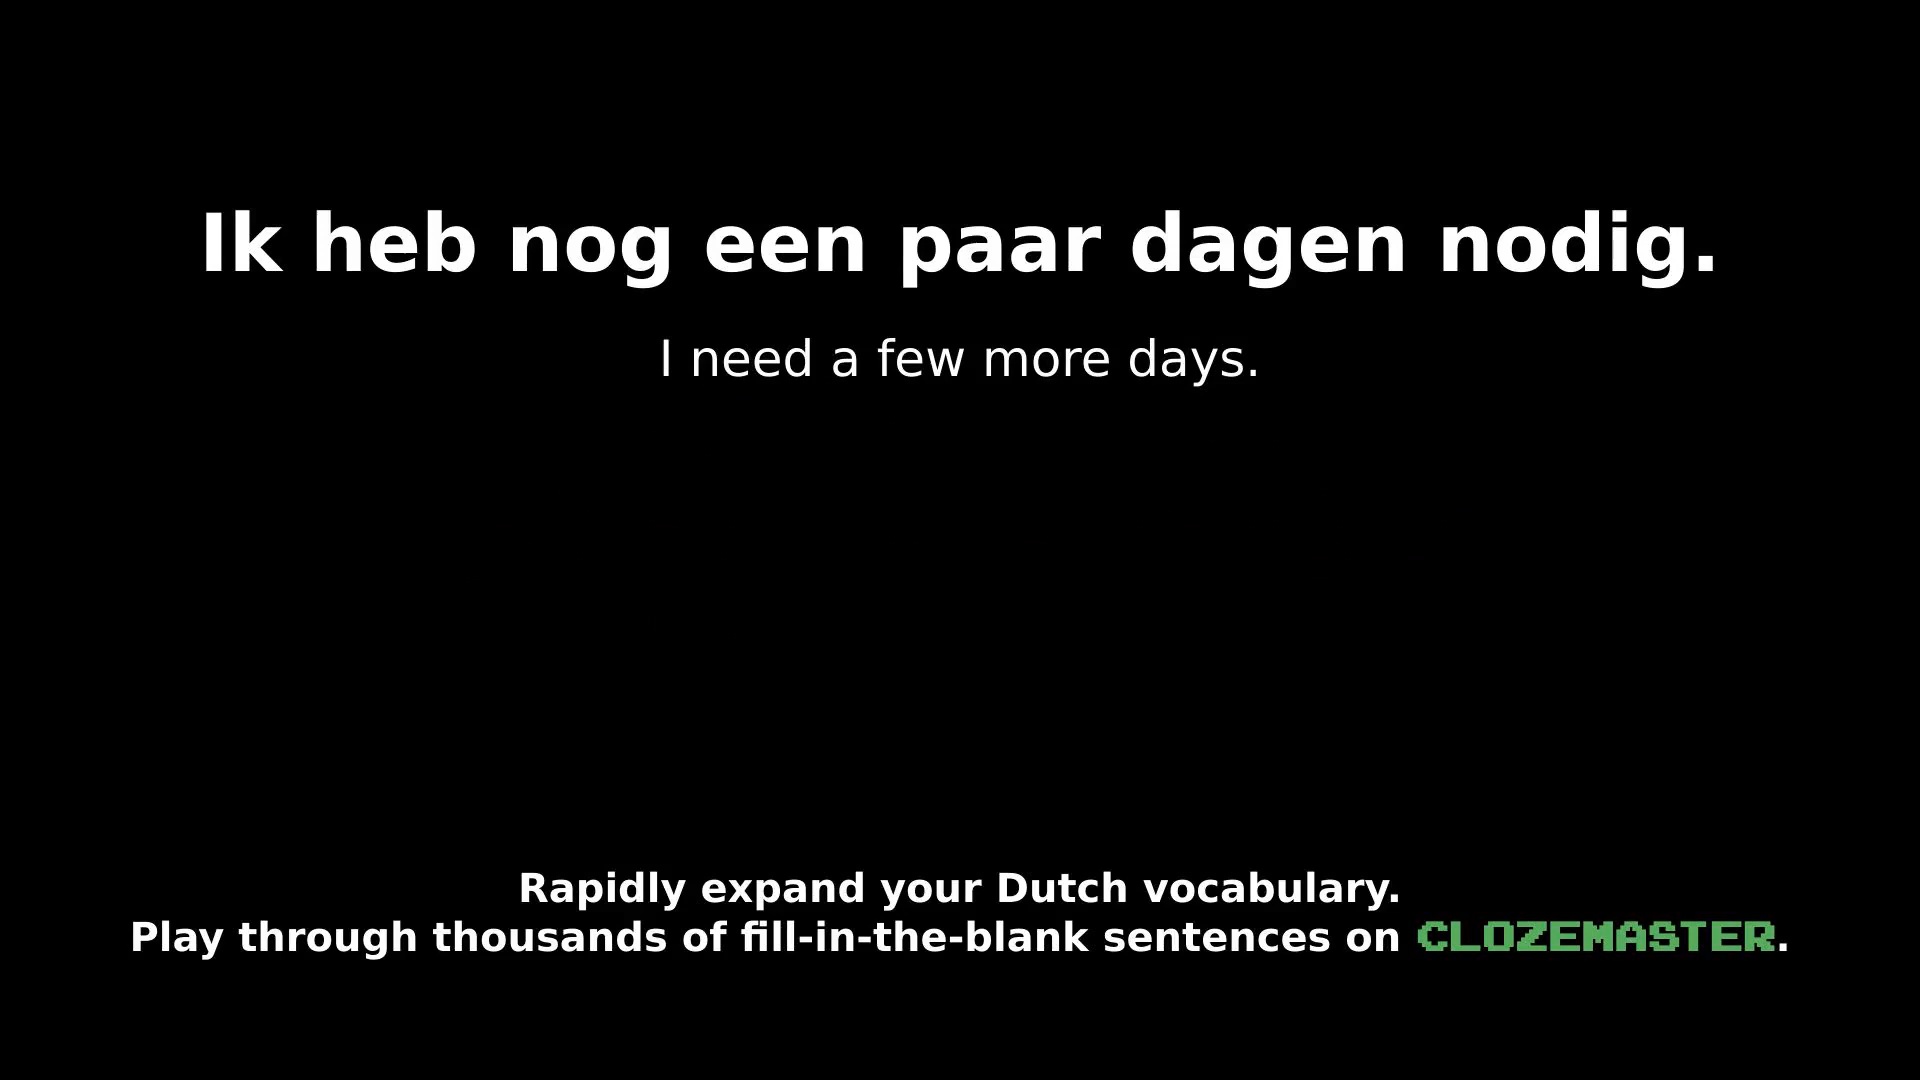 Ik heb nog een paar dagen nodig.
I need a few more days.
Rapidly expand your Dutch vocabulary.
Play through thousands of fill-in-the-blank sentences on CLOZEMASTER.